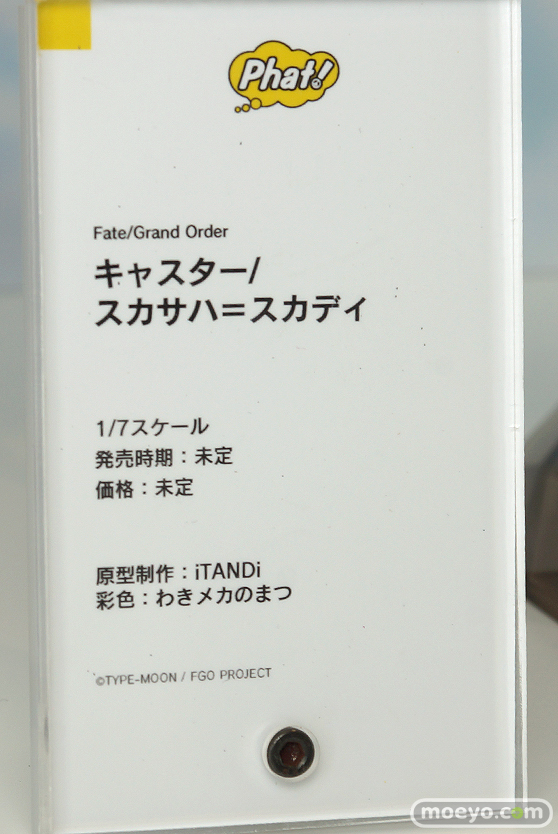 Phat!
Fate/Grand Order
キャスター/
スカサハ＝スカディ
1/7スケール
発売時期：未定
価格：未定
原型制作：iTANDi
彩色：わきメカのまつ
©TYPE-MOON / FGO PROJECT
moeyo.com